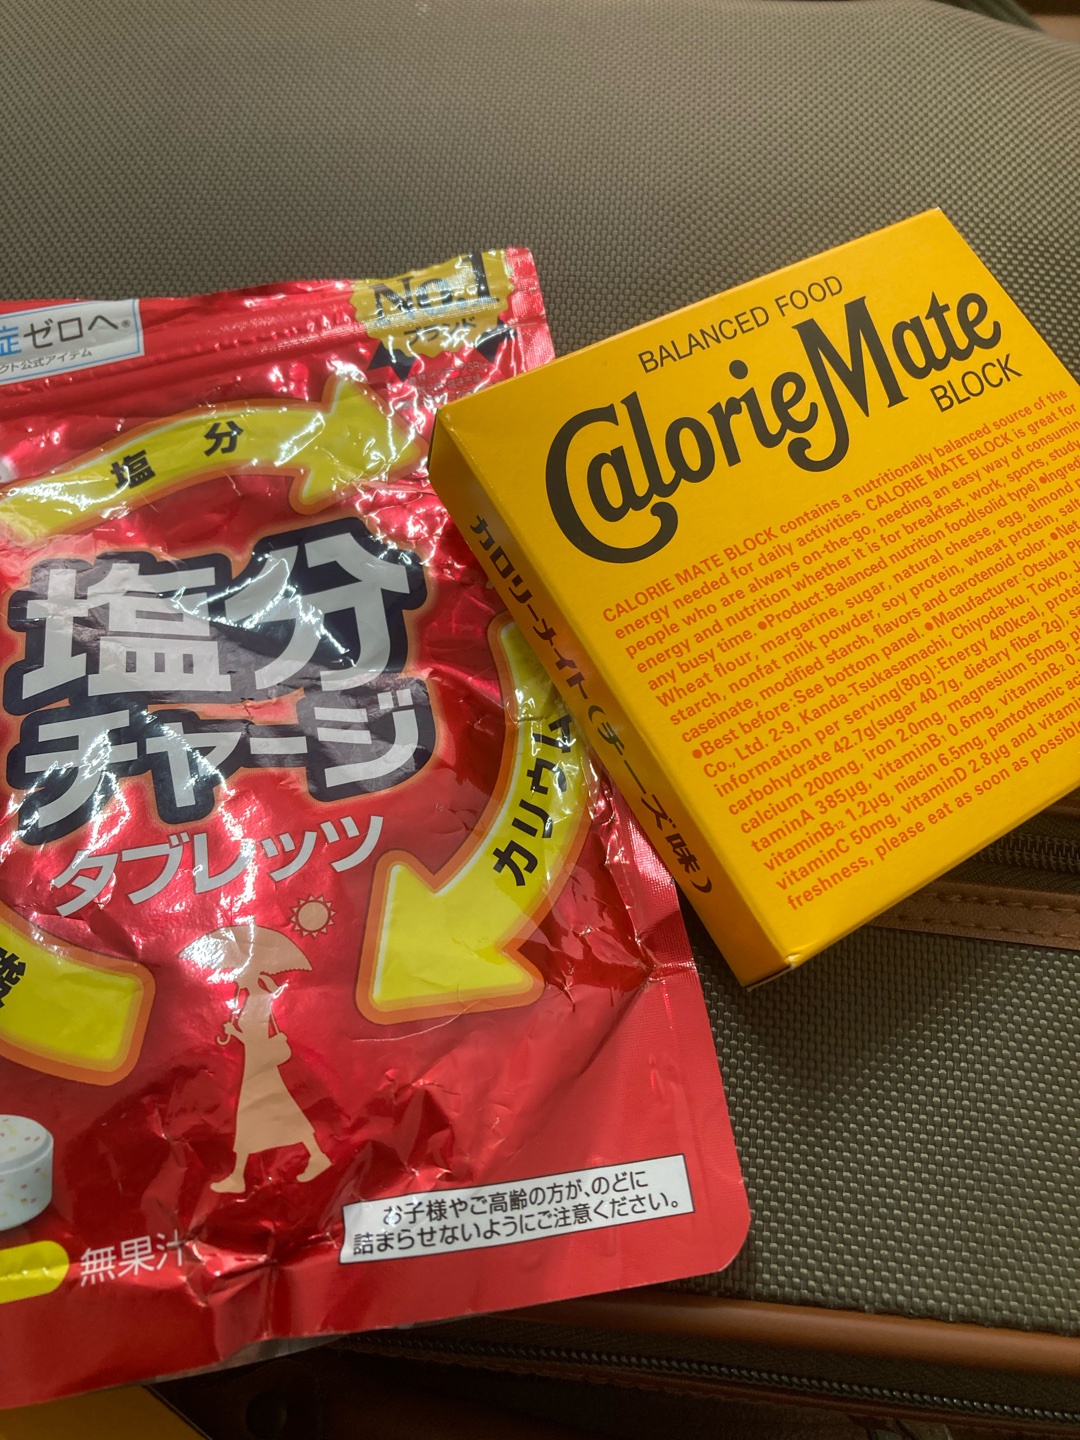 症ゼロへ®
クト公式アイテム
No.1
ブランド
塩 分
塩分
チャージ
タブレッツ
カリウム
酸
無果汁
お子様やご高齢の方が、のどに
詰まらせないようにご注意ください。
BALANCED FOOD
CalorieMate
BLOCK
CALORIE MATE BLOCK contains a nutritionally balanced source of the
energy needed for daily activities. CALORIE MATE BLOCK is great for
people who are always on-the-go, needing an easy way of consuming
energy and nutrition whether it is for breakfast, work, sports, study
any busy time. ●Product:Balanced nutrition food(solid type) ●Ingred
Wheat flour, margarine, sugar, natural cheese, egg, almond,
starch, nonfat milk powder, soy protein, wheat protein, sal
caseinate, modified starch, flavors and carotenoid color. ●Net
●Best before:See bottom panel. ●Manufacturer:Otsuka Ph
Co., Ltd. 2-9, Kanda-Tsukasamachi, Chiyoda-ku, Tokyo, J
information per serving(80g):Energy 400kcal, prote
carbohydrate 42.7g(sugar 40.7g, dietary fiber 2g), so
calcium 200mg, iron 2.0mg, magnesium 50mg, p
taminA 385μg, vitaminB₁ 0.6mg, vitaminB₂ 0.
vitaminB₁₂ 1.2μg, niacin 6.5mg, pantothenic aci
vitaminC 50mg, vitaminD 2.8μg and vitamin
freshness, please eat as soon as possible
カロリーメイト(チーズ味)